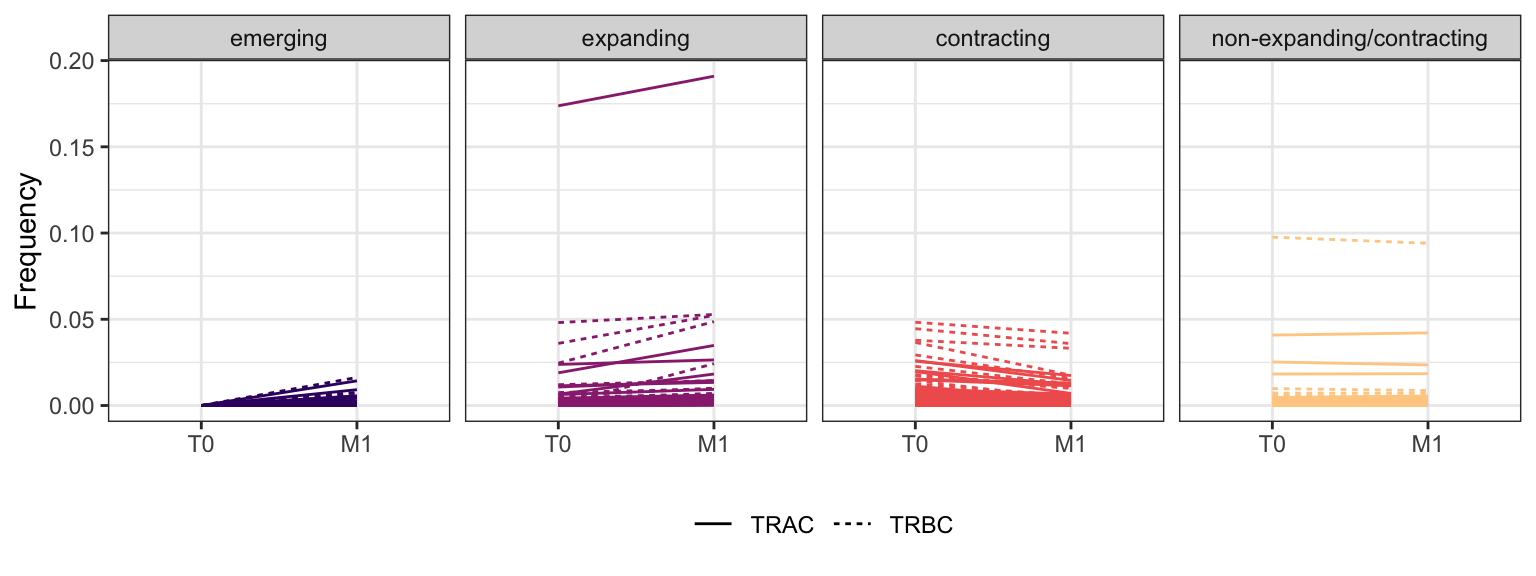 emerging expanding contracting non-expanding/contracting
Frequency
0.20
0.15
0.10
0.05
0.00
T0 M1 T0 M1 T0 M1 T0 M1
TRAC TRBC